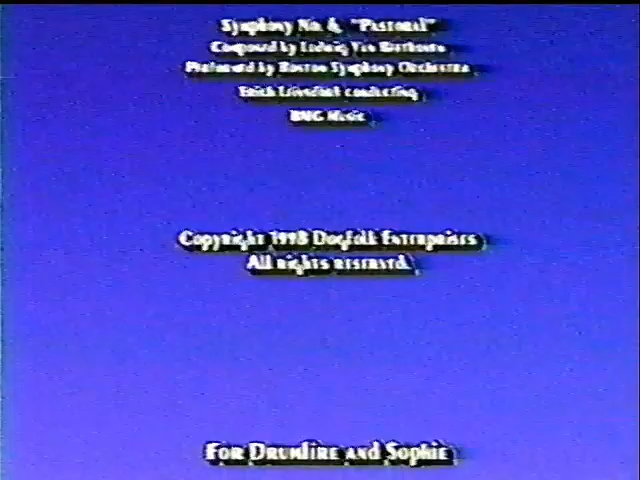 Symphony No. 6, "Pastoral"
Composed by Ludwig Van Beethoven
Performed by Boston Symphony Orchestra
Erich Leinsdorf conducting
BMG Music
Copyright 1998 Dogfolk Enterprises
All rights reserved.
For Drumfire and Sophie